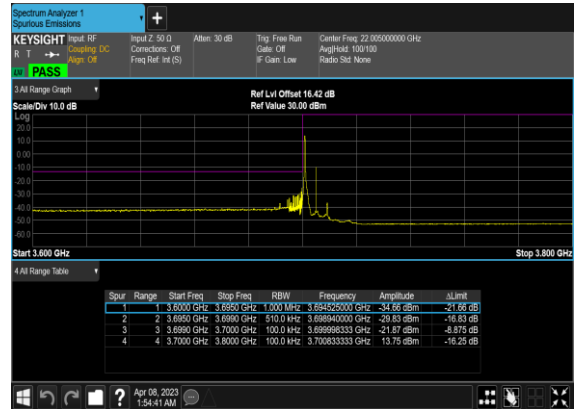 Spectrum Analyzer 1
Spurious Emissions
KEYSIGHT Input: RF Input Z: 50 Ω Atten: 30 dB Trig: Free Run Center Freq: 22.005000000 GHz
R T Coupling: DC Corrections: Off Gate: Off Avg|Hold: 100/100
Align: Off Freq Ref: Int (S) IF Gain: Low Radio Std: None
PASS
3 All Range Graph Ref Lvl Offset 16.42 dB
Scale/Div 10.0 dB Ref Value 30.00 dBm
Log
20.0
10.0
0.00
-10.0
-20.0
-30.0
-40.0
-50.0
-60.0
Start 3.600 GHz Stop 3.800 GHz
4 All Range Table
Spur Range Start Freq Stop Freq RBW Frequency Amplitude ΔLimit
1 1 3.6000 GHz 3.6950 GHz 1.000 MHz 3.694525000 GHz -34.66 dBm -21.66 dB
2 2 3.6950 GHz 3.6990 GHz 510.0 kHz 3.698940000 GHz -29.83 dBm -16.83 dB
3 3 3.6990 GHz 3.7000 GHz 100.0 kHz 3.699998333 GHz -21.87 dBm -8.875 dB
4 4 3.7000 GHz 3.8000 GHz 100.0 kHz 3.700833333 GHz 13.75 dBm -16.25 dB
? Apr 08, 2023
1:54:41 AM